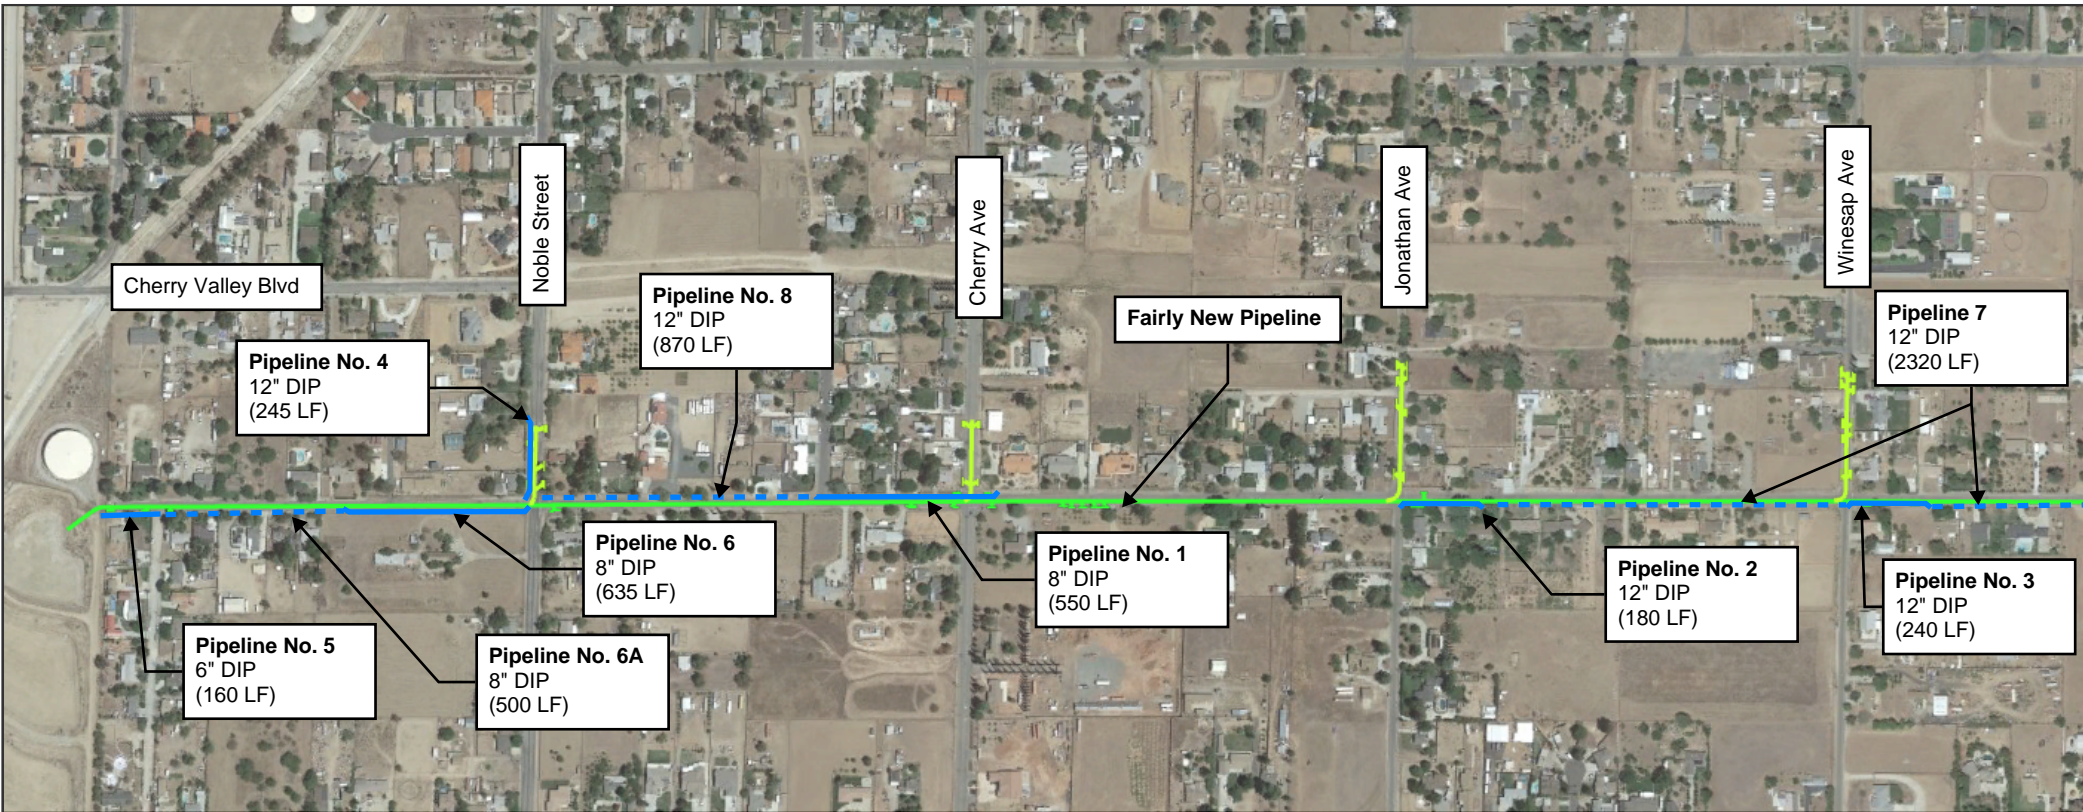 Noble Street
Cherry Ave
Jonathan Ave
Winesap Ave
Cherry Valley Blvd
Pipeline No. 4
12" DIP
(245 LF)
Pipeline No. 8
12" DIP
(870 LF)
Fairly New Pipeline
Pipeline 7
12" DIP
(2320 LF)
Pipeline No. 5
6" DIP
(160 LF)
Pipeline No. 6A
8" DIP
(500 LF)
Pipeline No. 6
8" DIP
(635 LF)
Pipeline No. 1
8" DIP
(550 LF)
Pipeline No. 2
12" DIP
(180 LF)
Pipeline No. 3
12" DIP
(240 LF)